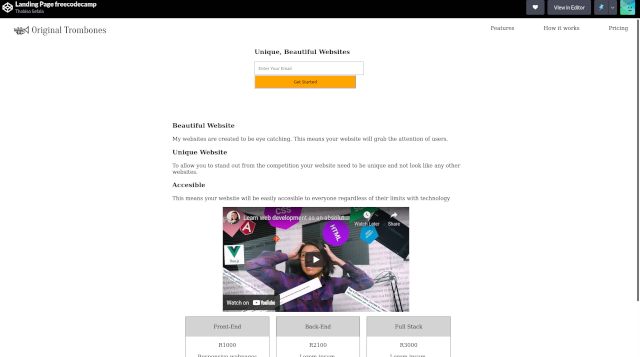 Landing Page freecodecamp
View in Editor
Original Trombones
Features
How it works
Pricing
Unique, Beautiful Websites
Enter Your Email
Get Started
Beautiful Website
My websites are created to be eye catching. This means your website will grab the attention of users.
Unique Website
To allow you to stand out from the competition your website need to be unique and not look like any other
websites.
Accesible
This means your website will be easily accessible to everyone regardless of their limits with technology
Learn web development as an absolut
Watch Later
Share
CSS
HTML
Watch on YouTube
Front-End
Back-End
Full Stack
R1000
R2100
R3000
Responsive webpages
Lorem ipsum
Lorem ipsum